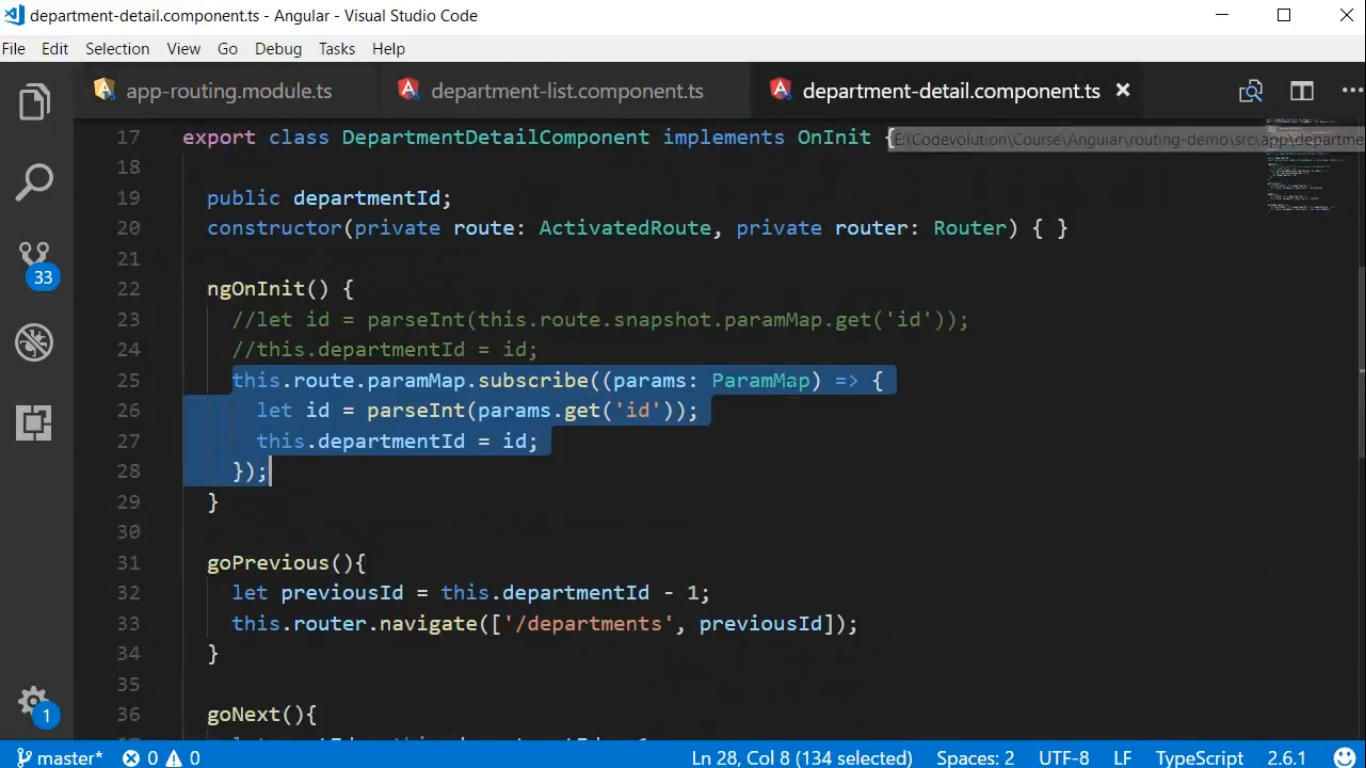 department-detail.component.ts - Angular - Visual Studio Code
File Edit Selection View Go Debug Tasks Help
app-routing.module.ts department-list.component.ts department-detail.component.ts
17 export class DepartmentDetailComponent implements OnInit { E:\Codevolution\Course\Anguar\routing-demo\src\app\departme
18
19 public departmentId;
20 constructor(private route: ActivatedRoute, private router: Router) { }
21
22 ngOnInit() {
23 //let id = parseInt(this.route.snapshot.paramMap.get('id'));
24 //this.departmentId = id;
25 this.route.paramMap.subscribe((params: ParamMap) => {
26 let id = parseInt(params.get('id'));
27 this.departmentId = id;
28 });
29 }
30
31 goPrevious(){
32 let previousId = this.departmentId - 1;
33 this.router.navigate(['/departments', previousId]);
34 }
35
36 goNext(){
33
1
master* 0 0 Ln 28, Col 8 (134 selected) Spaces: 2 UTF-8 LF TypeScript 2.6.1